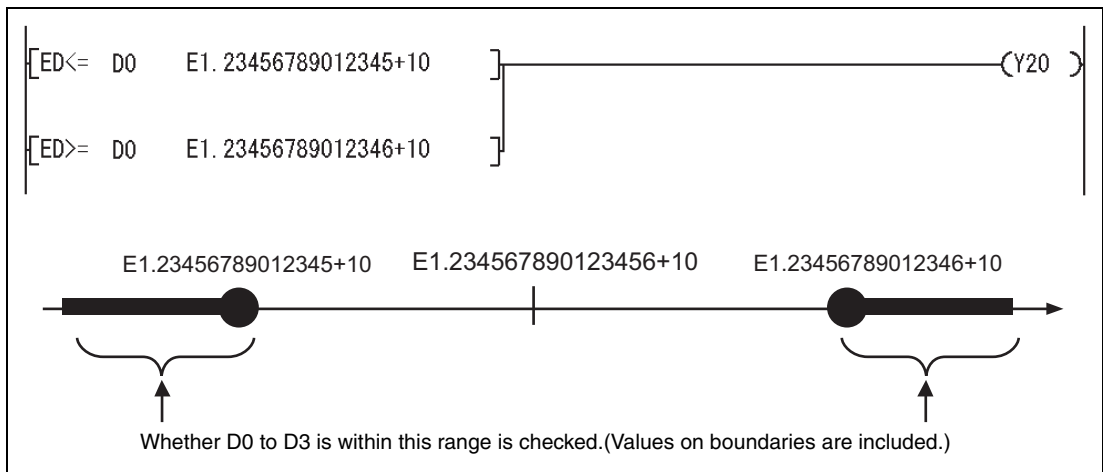 [ED<= D0 E1. 23456789012345+10 ] (Y20 )
[ED>= D0 E1. 23456789012346+10 ]
E1.23456789012345+10 E1.234567890123456+10 E1.23456789012346+10
Whether D0 to D3 is within this range is checked.(Values on boundaries are included.)